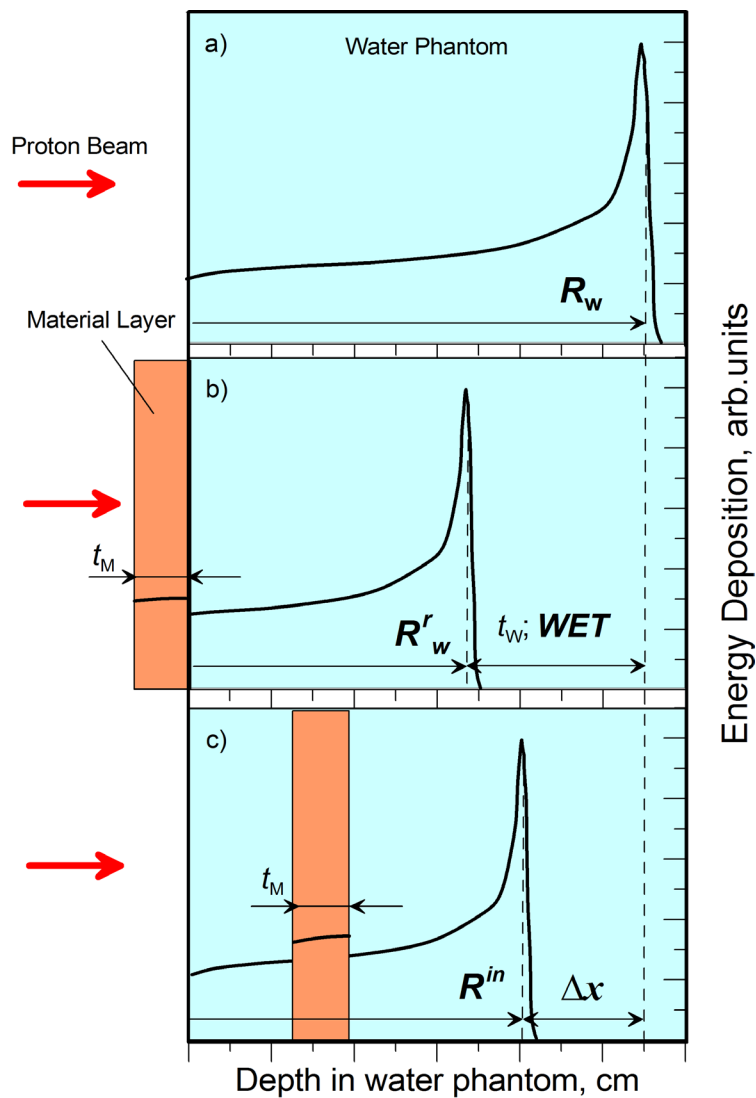 a)
Water Phantom
Proton Beam
R_w
Material Layer
b)
t_M
R^r_w
t_W; WET
c)
t_M
R^in
Δx
Depth in water phantom, cm
Energy Deposition, arb.units